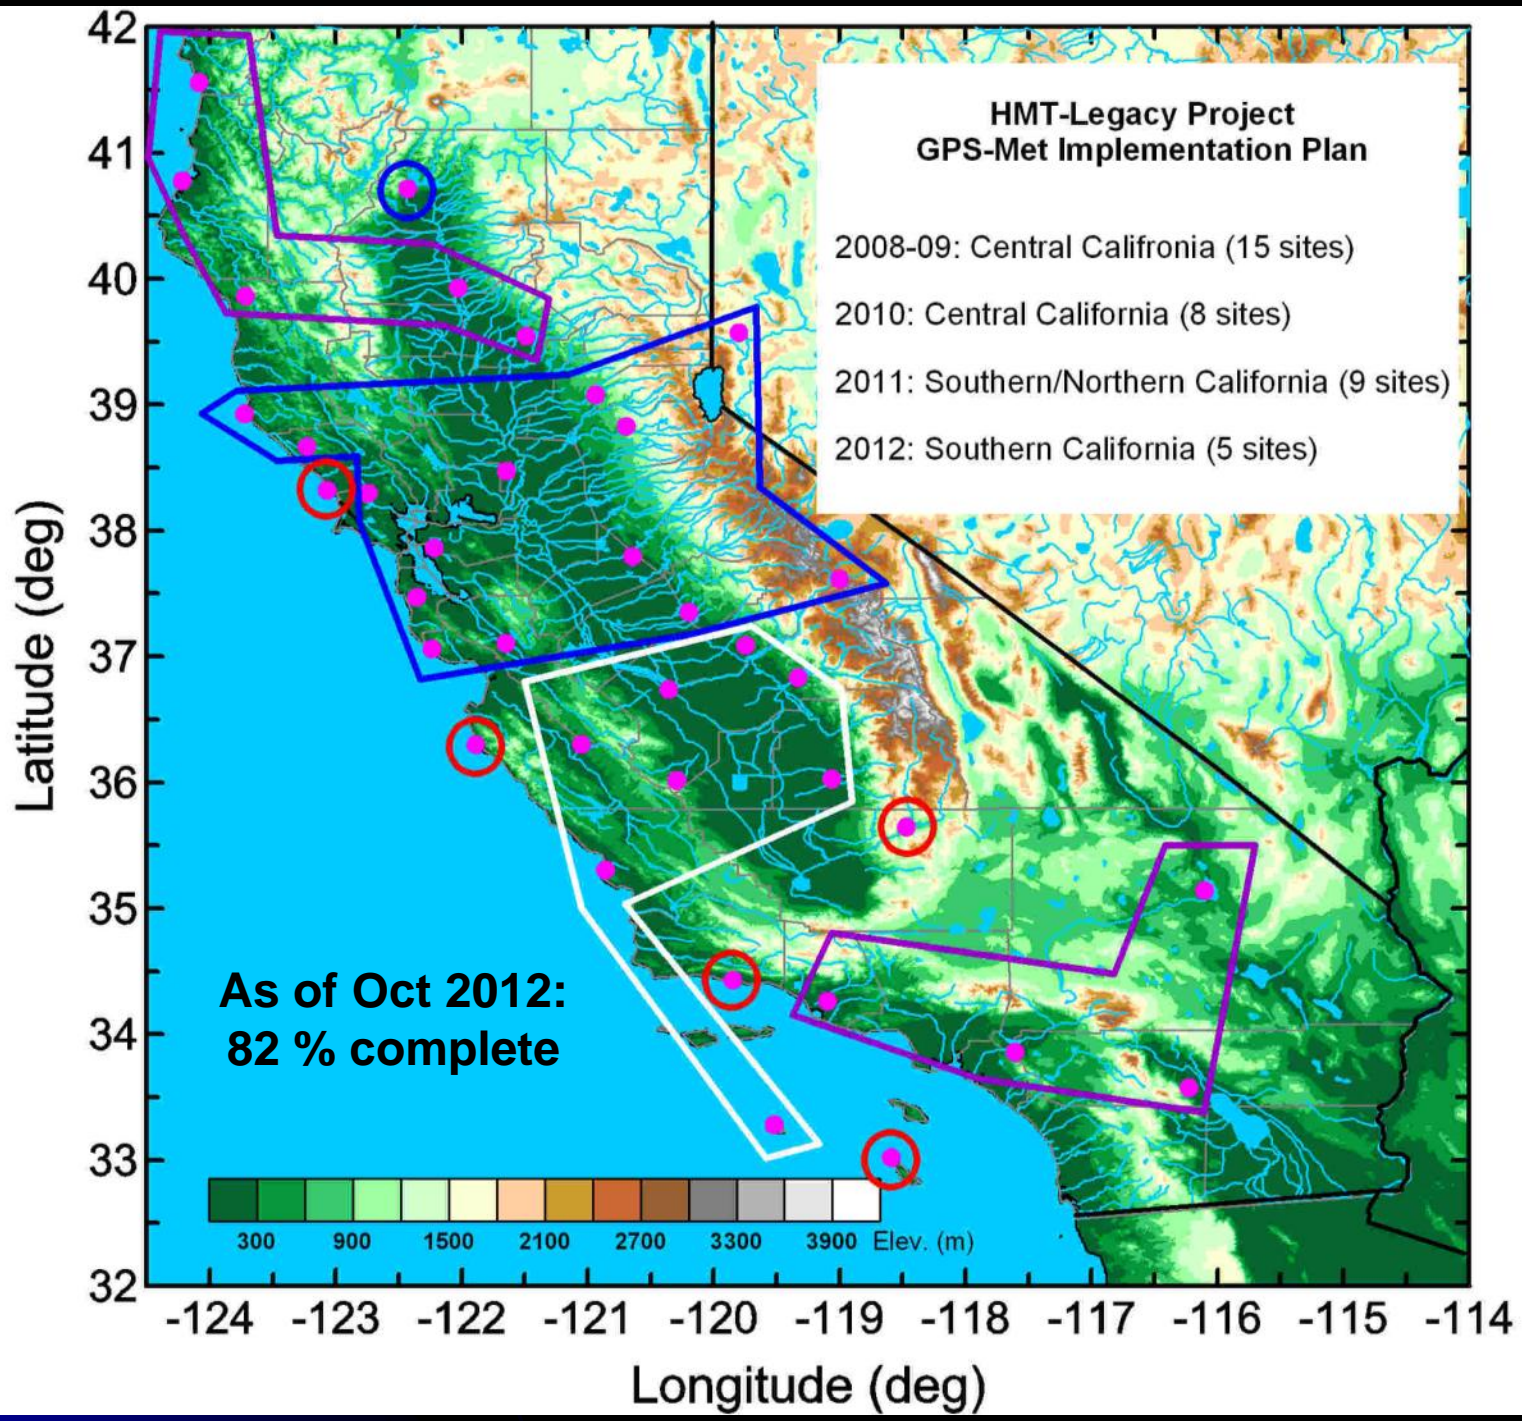 HMT-Legacy Project
GPS-Met Implementation Plan
2008-09: Central Califronia (15 sites)
2010: Central California (8 sites)
2011: Southern/Northern California (9 sites)
2012: Southern California (5 sites)
As of Oct 2012:
82 % complete
42
41
40
39
38
37
36
35
34
33
32
Latitude (deg)
300 900 1500 2100 2700 3300 3900 Elev. (m)
-124 -123 -122 -121 -120 -119 -118 -117 -116 -115 -114
Longitude (deg)